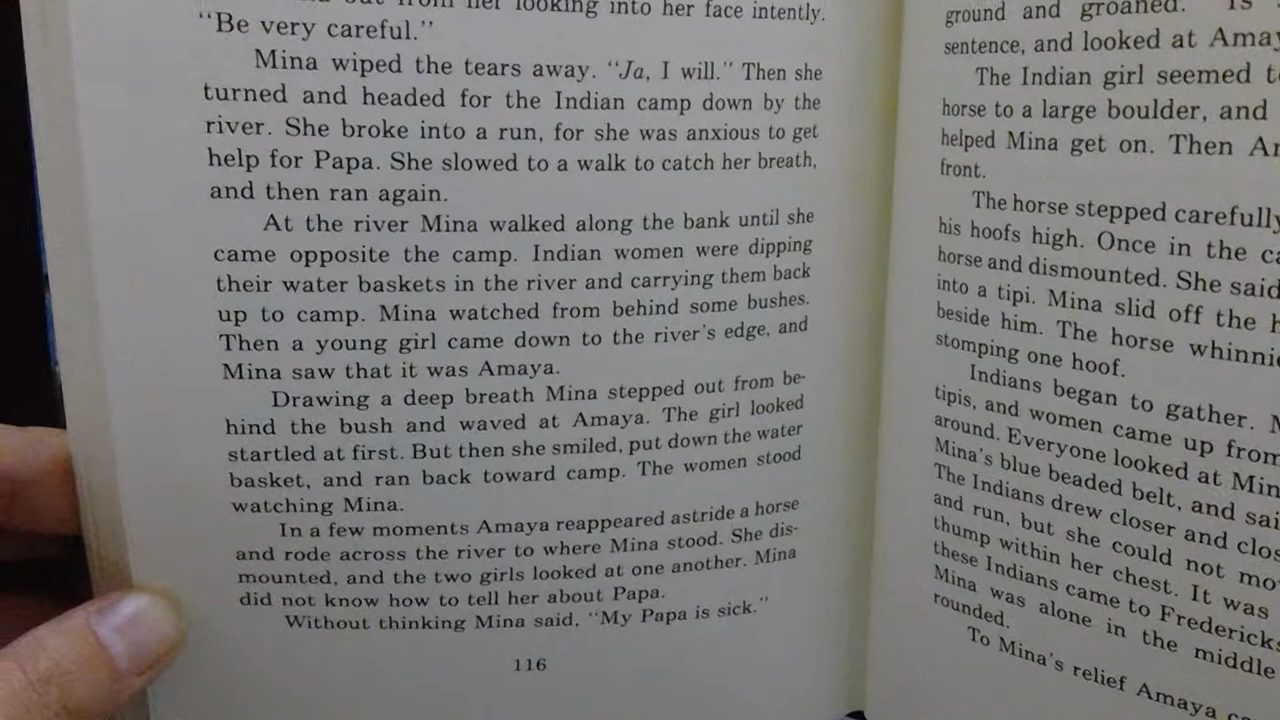 from her looking into her face intently.
"Be very careful."
Mina wiped the tears away. "Ja, I will." Then she
turned and headed for the Indian camp down by the
river. She broke into a run, for she was anxious to get
help for Papa. She slowed to a walk to catch her breath,
and then ran again.
At the river Mina walked along the bank until she
came opposite the camp. Indian women were dipping
their water baskets in the river and carrying them back
up to camp. Mina watched from behind some bushes.
Then a young girl came down to the river's edge, and
Mina saw that it was Amaya.
Drawing a deep breath Mina stepped out from be-
hind the bush and waved at Amaya. The girl looked
startled at first. But then she smiled, put down the water
basket, and ran back toward camp. The women stood
watching Mina.
In a few moments Amaya reappeared astride a horse
and rode across the river to where Mina stood. She dis-
mounted, and the two girls looked at one another. Mina
did not know how to tell her about Papa.
Without thinking Mina said, "My Papa is sick."
116
ground and groaned. "Is
sentence, and looked at Amay
The Indian girl seemed t
horse to a large boulder, and
helped Mina get on. Then Am
front.
The horse stepped carefully
his hoofs high. Once in the ca
horse and dismounted. She said
into a tipi. Mina slid off the h
beside him. The horse whinnie
stomping one hoof.
Indians began to gather. M
tipis, and women came up from
around. Everyone looked at Min
Mina's blue beaded belt, and sai
The Indians drew closer and clos
and run, but she could not mo
thump within her chest. It was
these Indians came to Fredericks
Mina was alone in the middle
rounded.
To Mina's relief Amaya